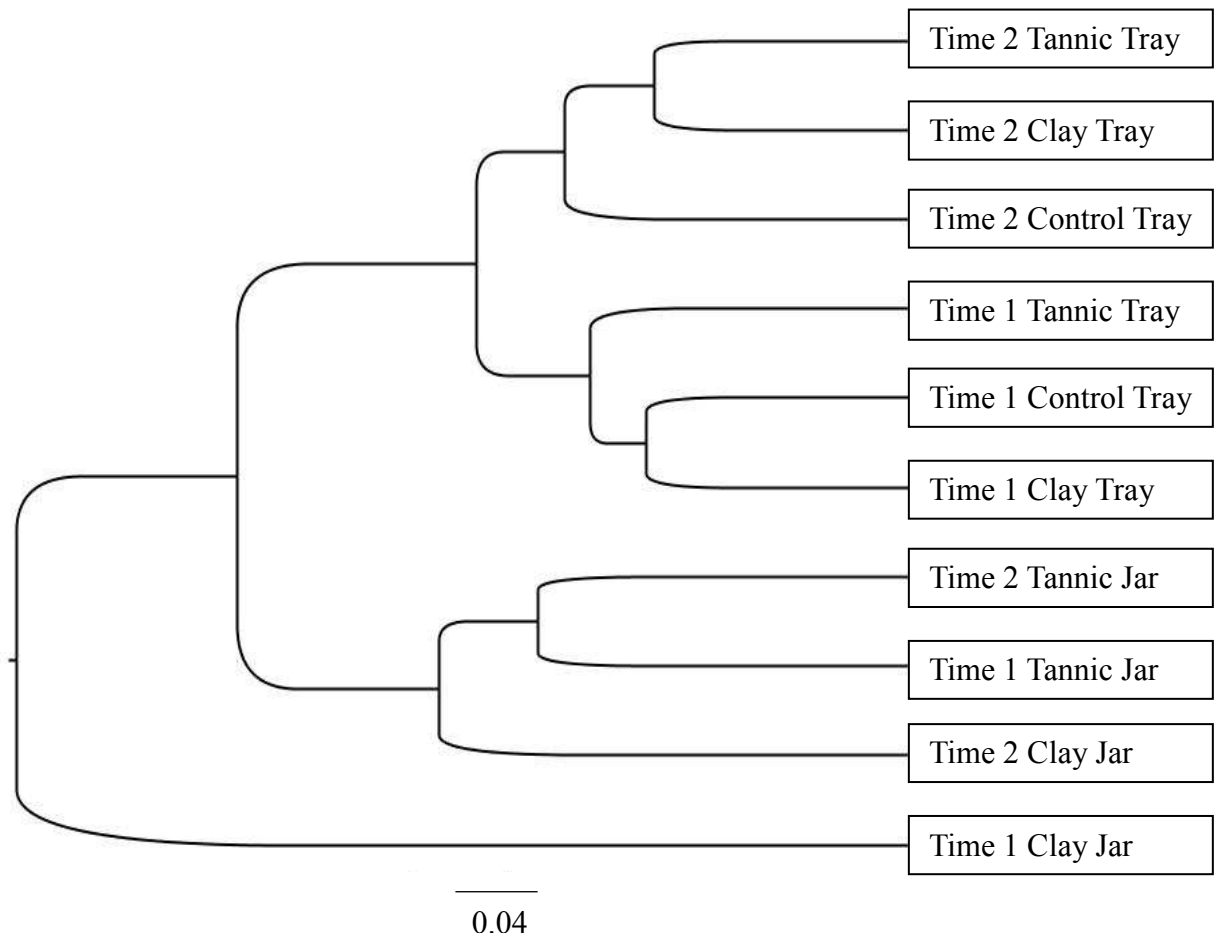 Time 2 Tannic Tray
Time 2 Clay Tray
Time 2 Control Tray
Time 1 Tannic Tray
Time 1 Control Tray
Time 1 Clay Tray
Time 2 Tannic Jar
Time 1 Tannic Jar
Time 2 Clay Jar
Time 1 Clay Jar
0.04